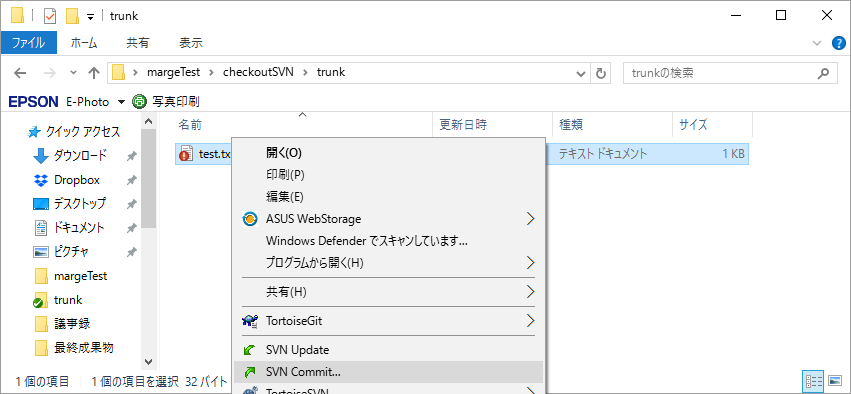 trunk
ファイル ホーム 共有 表示
margeTest checkoutSVN trunk trunkの検索
EPSON E-Photo 写真印刷
クイック アクセス
ダウンロード
Dropbox
デスクトップ
ドキュメント
ピクチャ
margeTest
trunk
議事録
最終成果物
名前 更新日時 種類 サイズ
test.tx テキスト ドキュメント 1 KB
開く(O)
印刷(P)
編集(E)
ASUS WebStorage
Windows Defender でスキャンしています...
プログラムから開く(H)
共有(H)
TortoiseGit
SVN Update
SVN Commit...
TortoiseSVN
1 個の項目 1 個の項目を選択 32 バイト